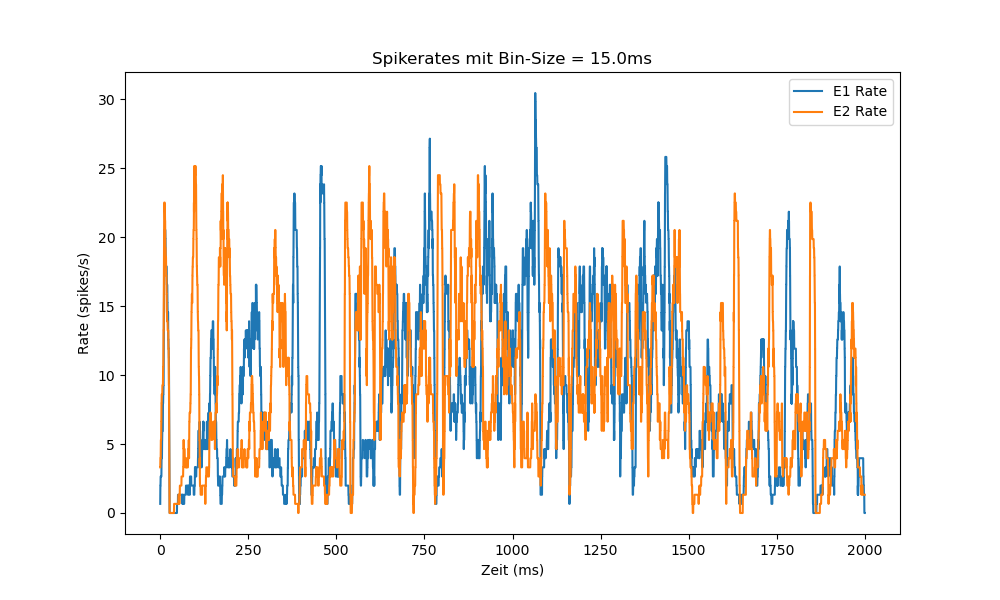 Spikerates mit Bin-Size = 15.0ms
E1 Rate
E2 Rate
30
25
20
15
10
5
0
Rate (spikes/s)
0 250 500 750 1000 1250 1500 1750 2000
Zeit (ms)